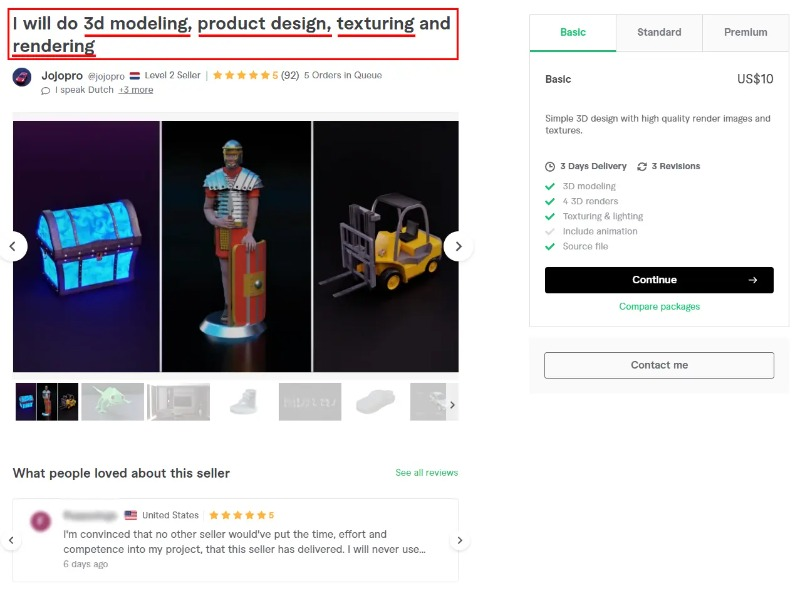 I will do 3d modeling, product design, texturing and
rendering
Jojopro @jojopro Level 2 Seller | 5 (92) 5 Orders in Queue
I speak Dutch +3 more
What people loved about this seller
See all reviews
United States 5
I'm convinced that no other seller would've put the time, effort and
competence into my project, that this seller has delivered. I will never use...
6 days ago
Basic
Standard
Premium
Basic
US$10
Simple 3D design with high quality render images and
textures.
3 Days Delivery 3 Revisions
3D modeling
4 3D renders
Texturing & lighting
Include animation
Source file
Continue
Compare packages
Contact me